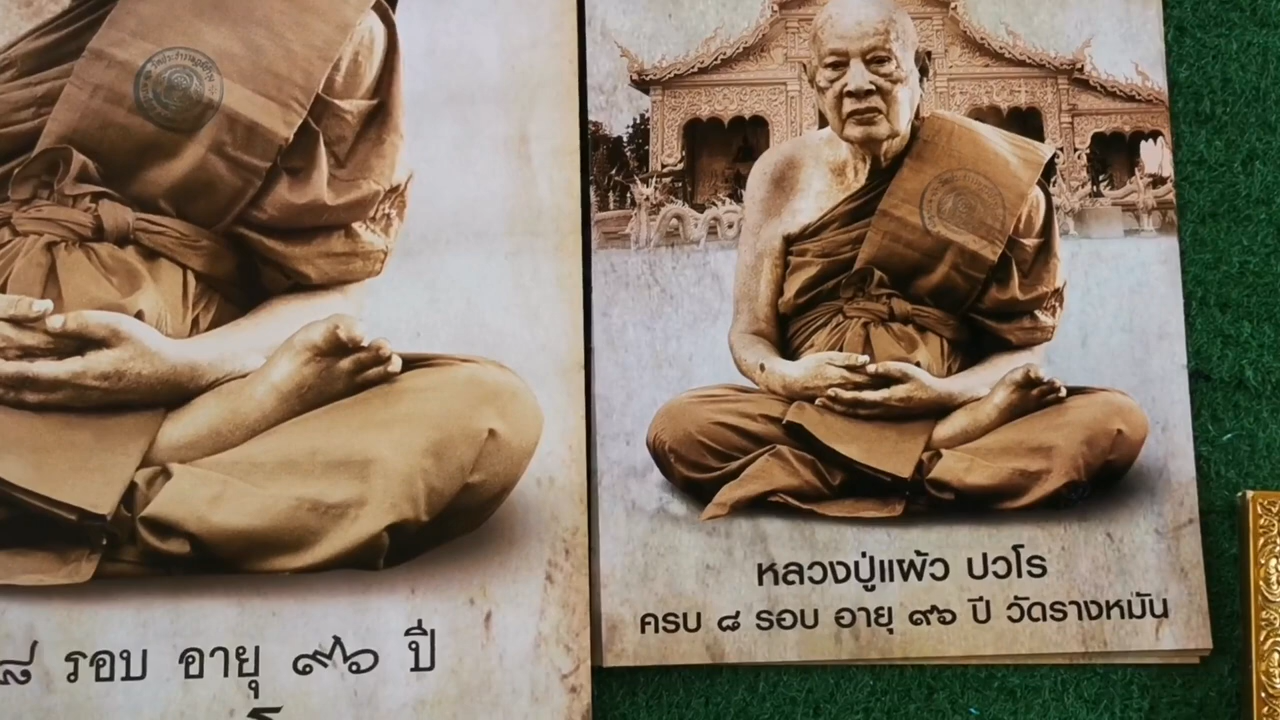 ๘ รอบ อายุ ๙๖ ปี
หลวงปู่แผ้ว ปวโร
ครบ ๘ รอบ อายุ ๙๖ ปี วัดรางหมัน